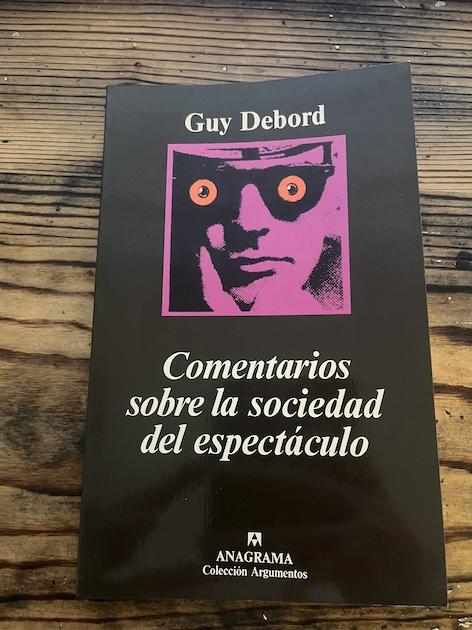 Guy Debord
Comentarios
sobre la sociedad
del espectáculo
ANAGRAMA
Colección Argumentos